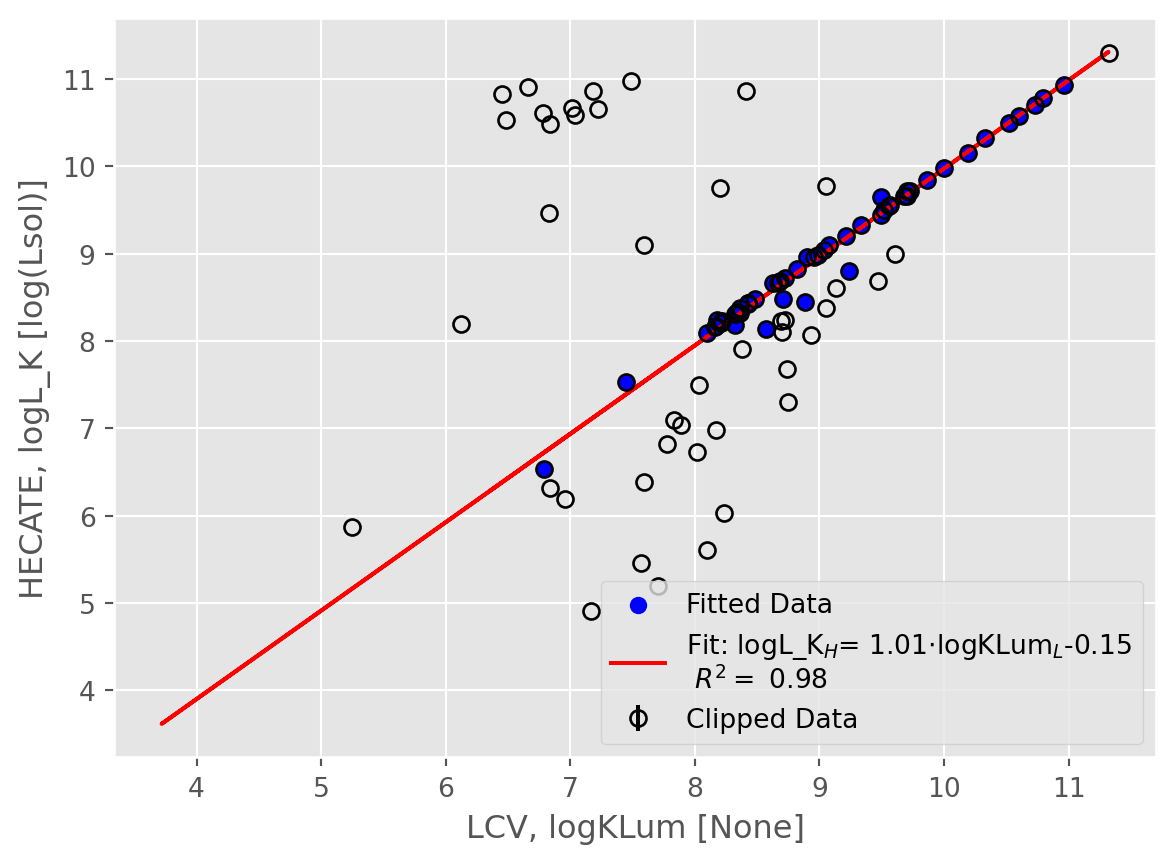 HECATE, logL_K [log(Lsol)]
11
10
9
8
7
6
5
4
Fitted Data
Fit: logL_K_H= 1.01·logKLum_L-0.15
R² = 0.98
Clipped Data
4 5 6 7 8 9 10 11
LCV, logKLum [None]